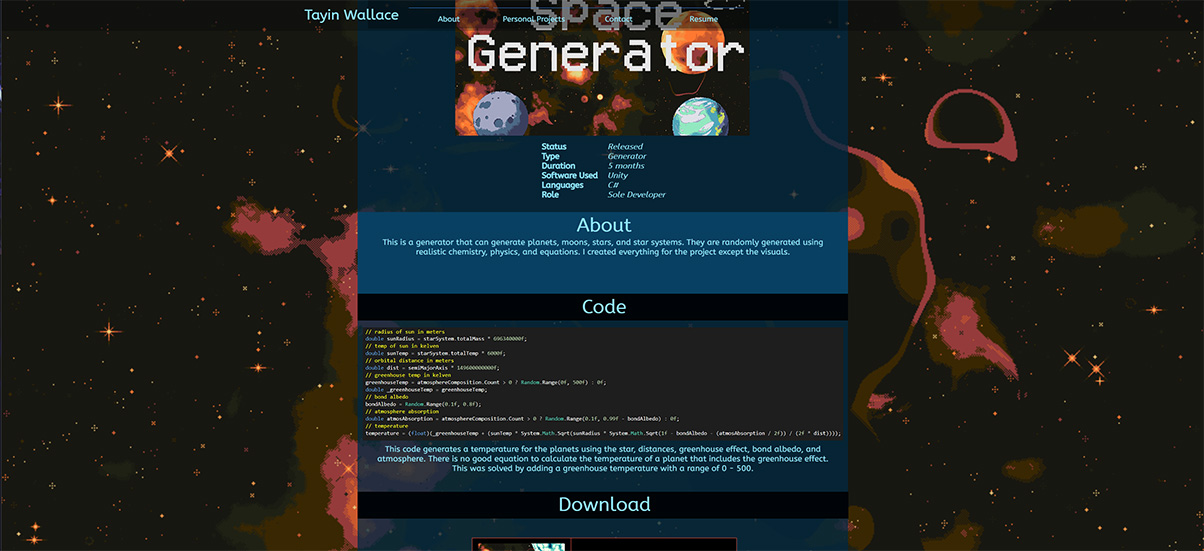 Tayin Wallace
About Personal Projects Contact Resume
Space
Generator
Status Released
Type Generator
Duration 5 months
Software Used Unity
Languages C#
Role Sole Developer
About
This is a generator that can generate planets, moons, stars, and star systems. They are randomly generated using
realistic chemistry, physics, and equations. I created everything for the project except the visuals.
Code
// radius of sun in meters
double sunRadius = starSystem.totalMass * 696340000f;
// temp of sun in kelven
double sunTemp = starSystem.totalTemp * 6000f;
// orbital distance in meters
double dist = semiMajorAxis * 149600000000f;
// greenhouse temp in kelven
greenhouseTemp = atmosphereComposition.Count > 0 ? Random.Range(0f, 500f) : 0f;
double _greenhouseTemp = greenhouseTemp;
// bond albedo
bondAlbedo = Random.Range(0.1f, 0.8f);
// atmosphere absorption
double atmosAbsorption = atmosphereComposition.Count > 0 ? Random.Range(0.1f, 0.99f - bondAlbedo) : 0f;
// temperature
temperature = (float)(_greenhouseTemp + (sunTemp * System.Math.Sqrt(sunRadius * System.Math.Sqrt(1f - bondAlbedo - (atmosAbsorption / 2f)) / (2f * dist))));
This code generates a temperature for the planets using the star, distances, greenhouse effect, bond albedo, and
atmosphere. There is no good equation to calculate the temperature of a planet that includes the greenhouse effect.
This was solved by adding a greenhouse temperature with a range of 0 - 500.
Download